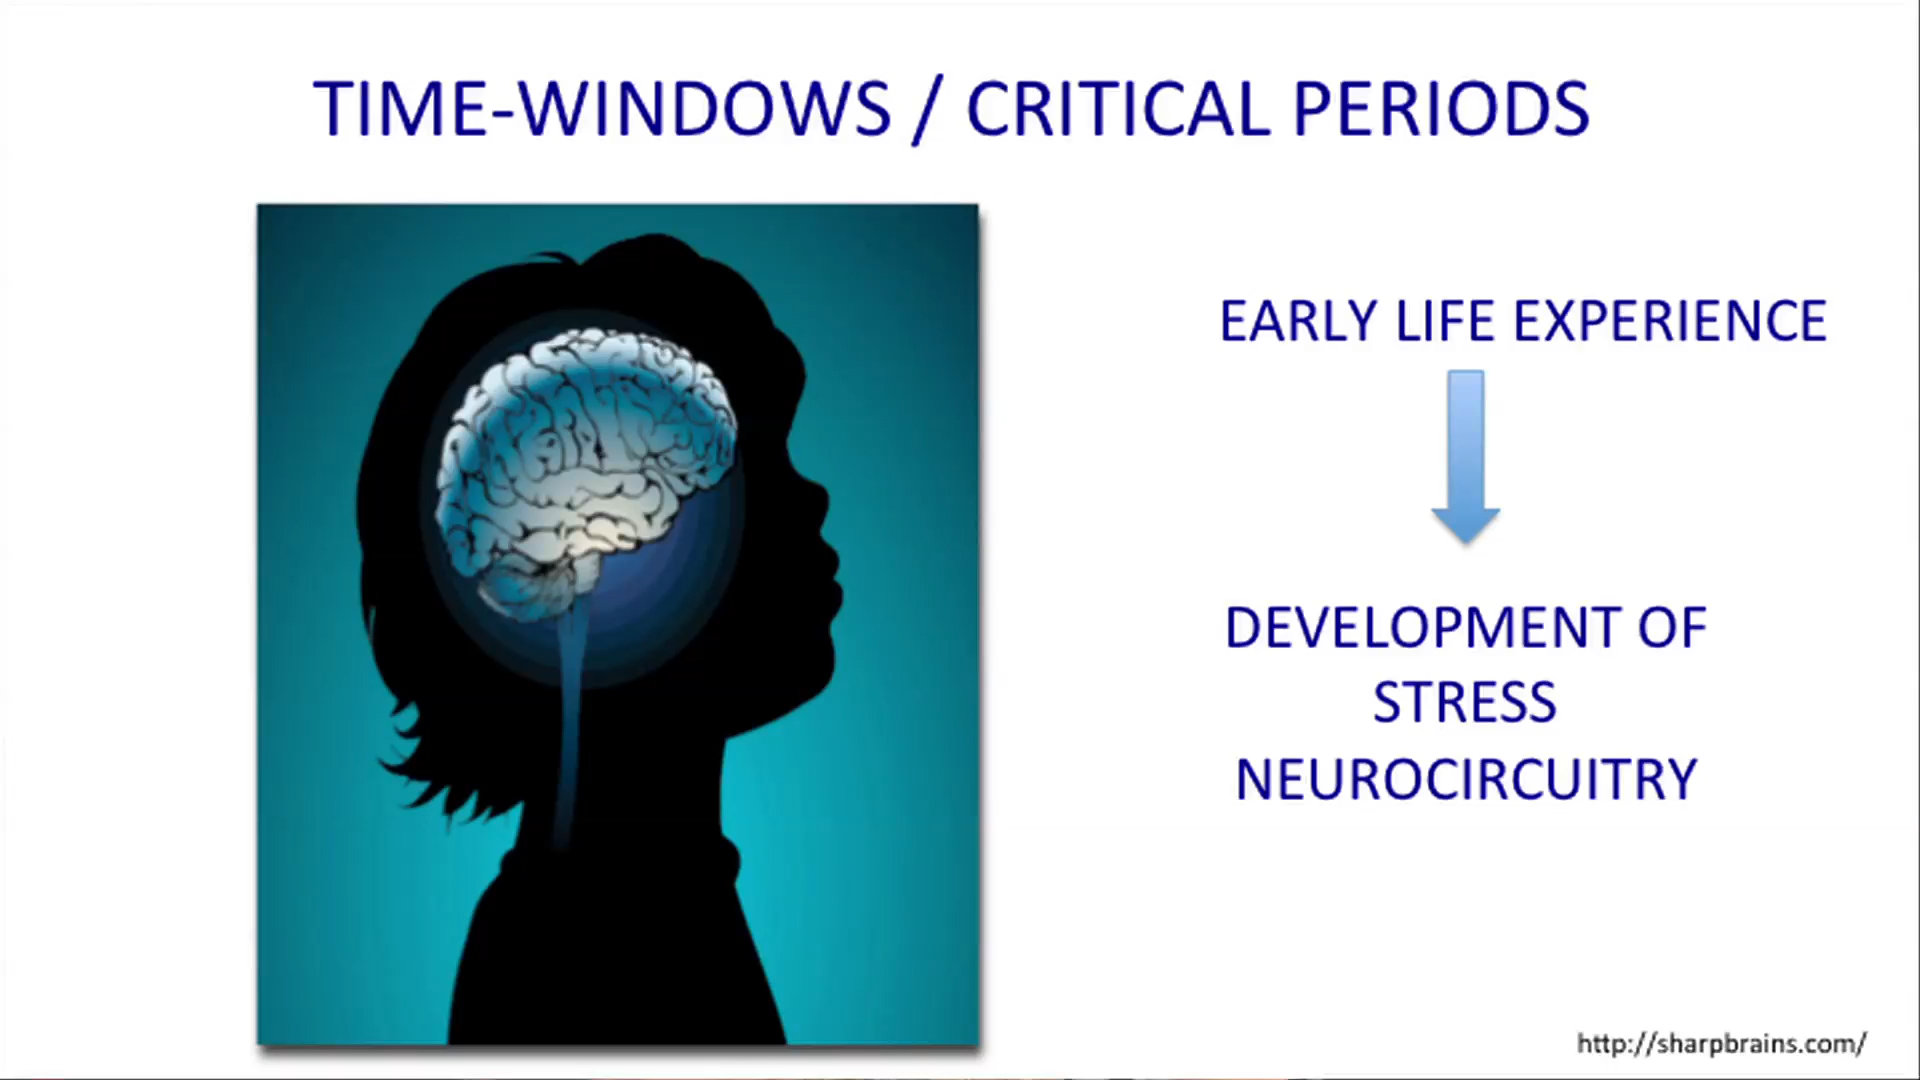 TIME-WINDOWS / CRITICAL PERIODS
EARLY LIFE EXPERIENCE
DEVELOPMENT OF
STRESS
NEUROCIRCUITRY
http://sharpbrains.com/